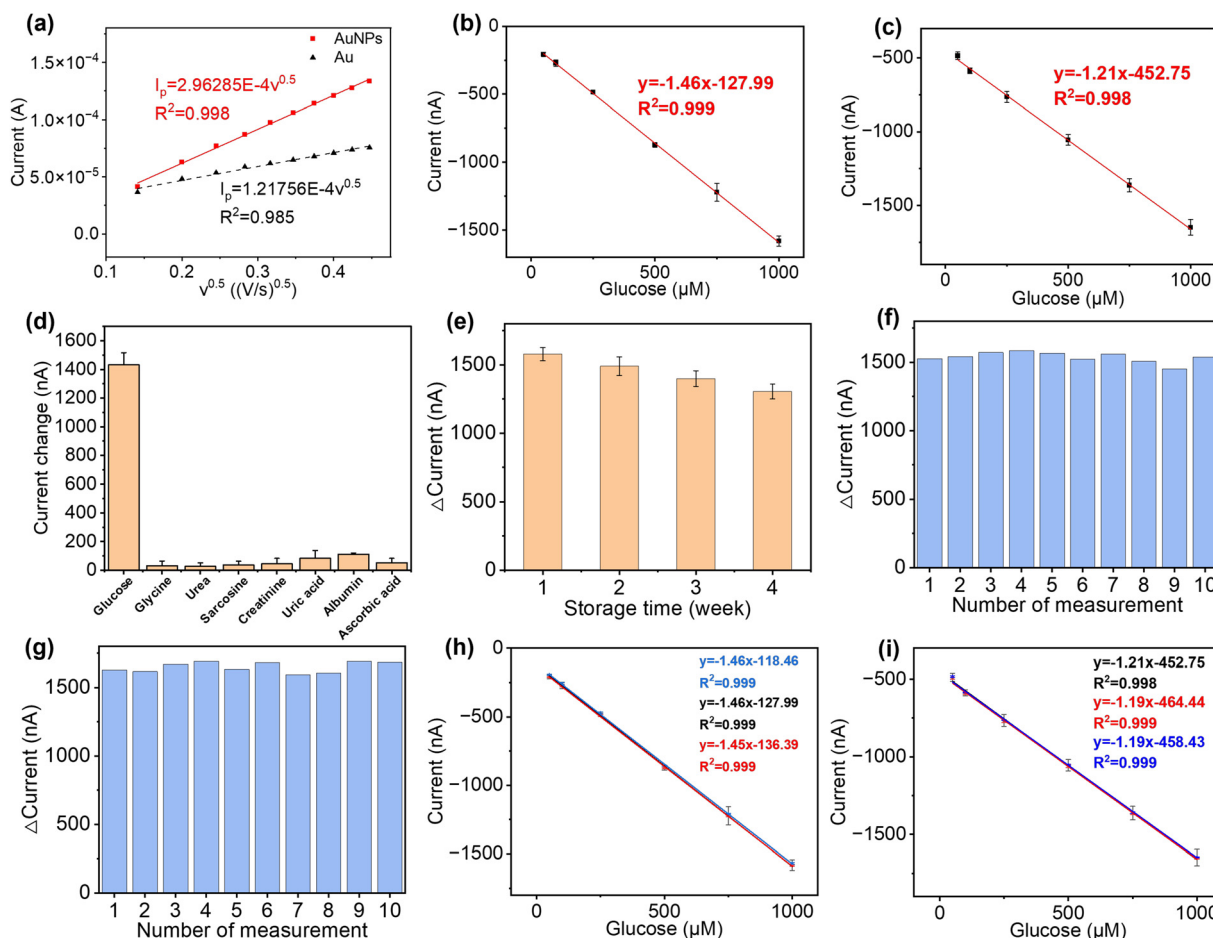 (a)
AuNPs
Au
Iₚ=2.96285E-4v⁰·⁵
R²=0.998
Iₚ=1.21756E-4v⁰·⁵
R²=0.985
1.5×10⁻⁴
1.0×10⁻⁴
5.0×10⁻⁵
0.0
Current (A)
0.1 0.2 0.3 0.4
v⁰·⁵ ((V/s)⁰·⁵)
(b)
y=-1.46x-127.99
R²=0.999
0
−500
−1000
−1500
Current (nA)
0 500 1000
Glucose (µM)
(c)
y=-1.21x-452.75
R²=0.998
−500
−1000
−1500
Current (nA)
0 500 1000
Glucose (µM)
(d)
1600
1400
1200
1000
800
600
400
200
0
Current change (nA)
Glucose
Glycine
Urea
Sarcosine
Creatinine
Uric acid
Albumin
Ascorbic acid
(e)
1500
1000
500
0
△Current (nA)
1 2 3 4
Storage time (week)
(f)
2000
1500
1000
500
0
△Current (nA)
1 2 3 4 5 6 7 8 9 10
Number of measurement
(g)
1500
1000
500
0
△Current (nA)
1 2 3 4 5 6 7 8 9 10
Number of measurement
(h)
y=-1.46x-118.46
R²=0.999
y=-1.46x-127.99
R²=0.999
y=-1.45x-136.39
R²=0.999
0
−500
−1000
−1500
Current (nA)
0 500 1000
Glucose (µM)
(i)
y=-1.21x-452.75
R²=0.998
y=-1.19x-464.44
R²=0.999
y=-1.19x-458.43
R²=0.999
−500
−1000
−1500
Current (nA)
0 500 1000
Glucose (µM)